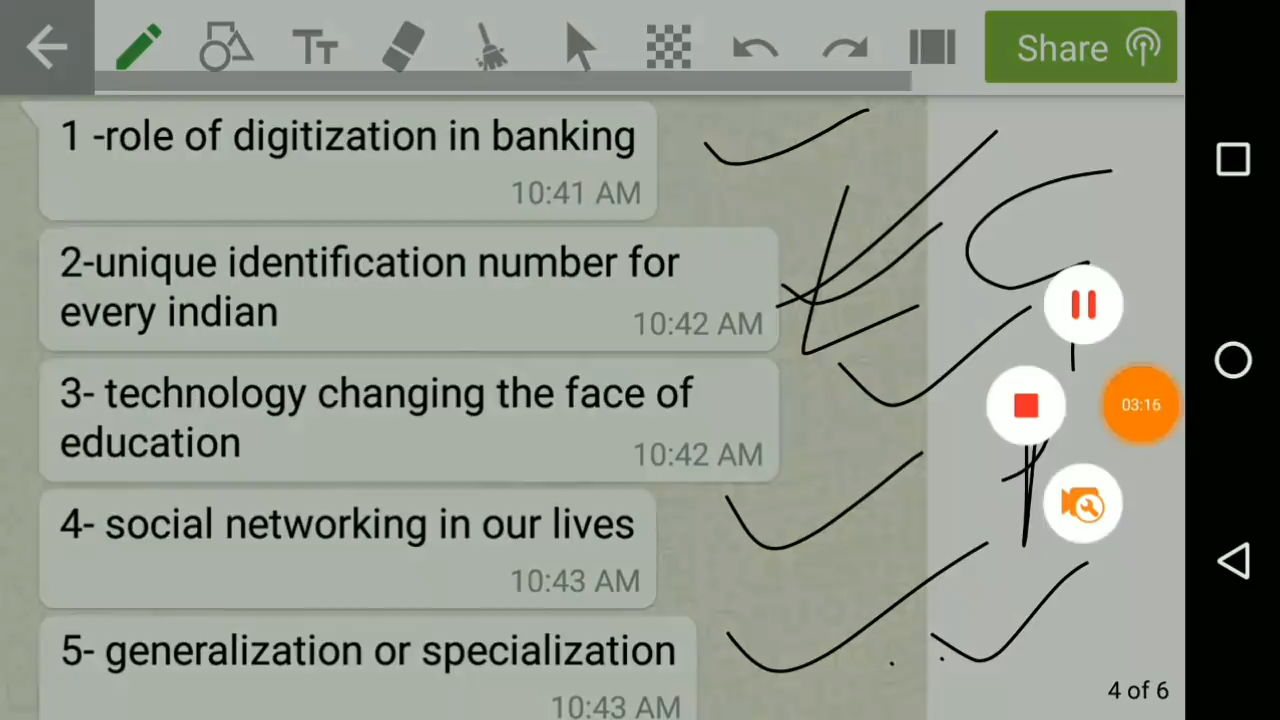 Share
1 -role of digitization in banking
10:41 AM
2-unique identification number for
every indian
10:42 AM
3- technology changing the face of
education
10:42 AM
4- social networking in our lives
10:43 AM
5- generalization or specialization
10:43 AM
03:16
4 of 6